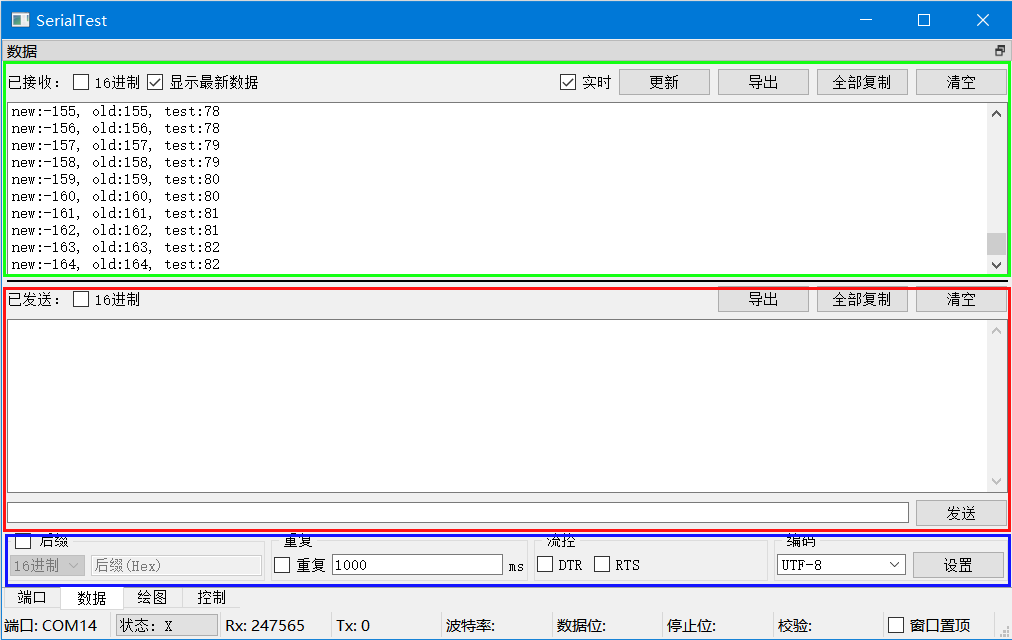 SerialTest
数据
已接收: 16进制 显示最新数据 实时 更新 导出 全部复制 清空
new:-155, old:155, test:78
new:-156, old:156, test:78
new:-157, old:157, test:79
new:-158, old:158, test:79
new:-159, old:159, test:80
new:-160, old:160, test:80
new:-161, old:161, test:81
new:-162, old:162, test:81
new:-163, old:163, test:82
new:-164, old:164, test:82
已发送: 16进制 导出 全部复制 清空
发送
后缀 重复 流控 编码
16进制 后缀(Hex) 重复 1000 ms DTR RTS UTF-8 设置
端口 数据 绘图 控制
端口: COM14 状态: X Rx: 247565 Tx: 0 波特率: 数据位: 停止位: 校验: 窗口置顶